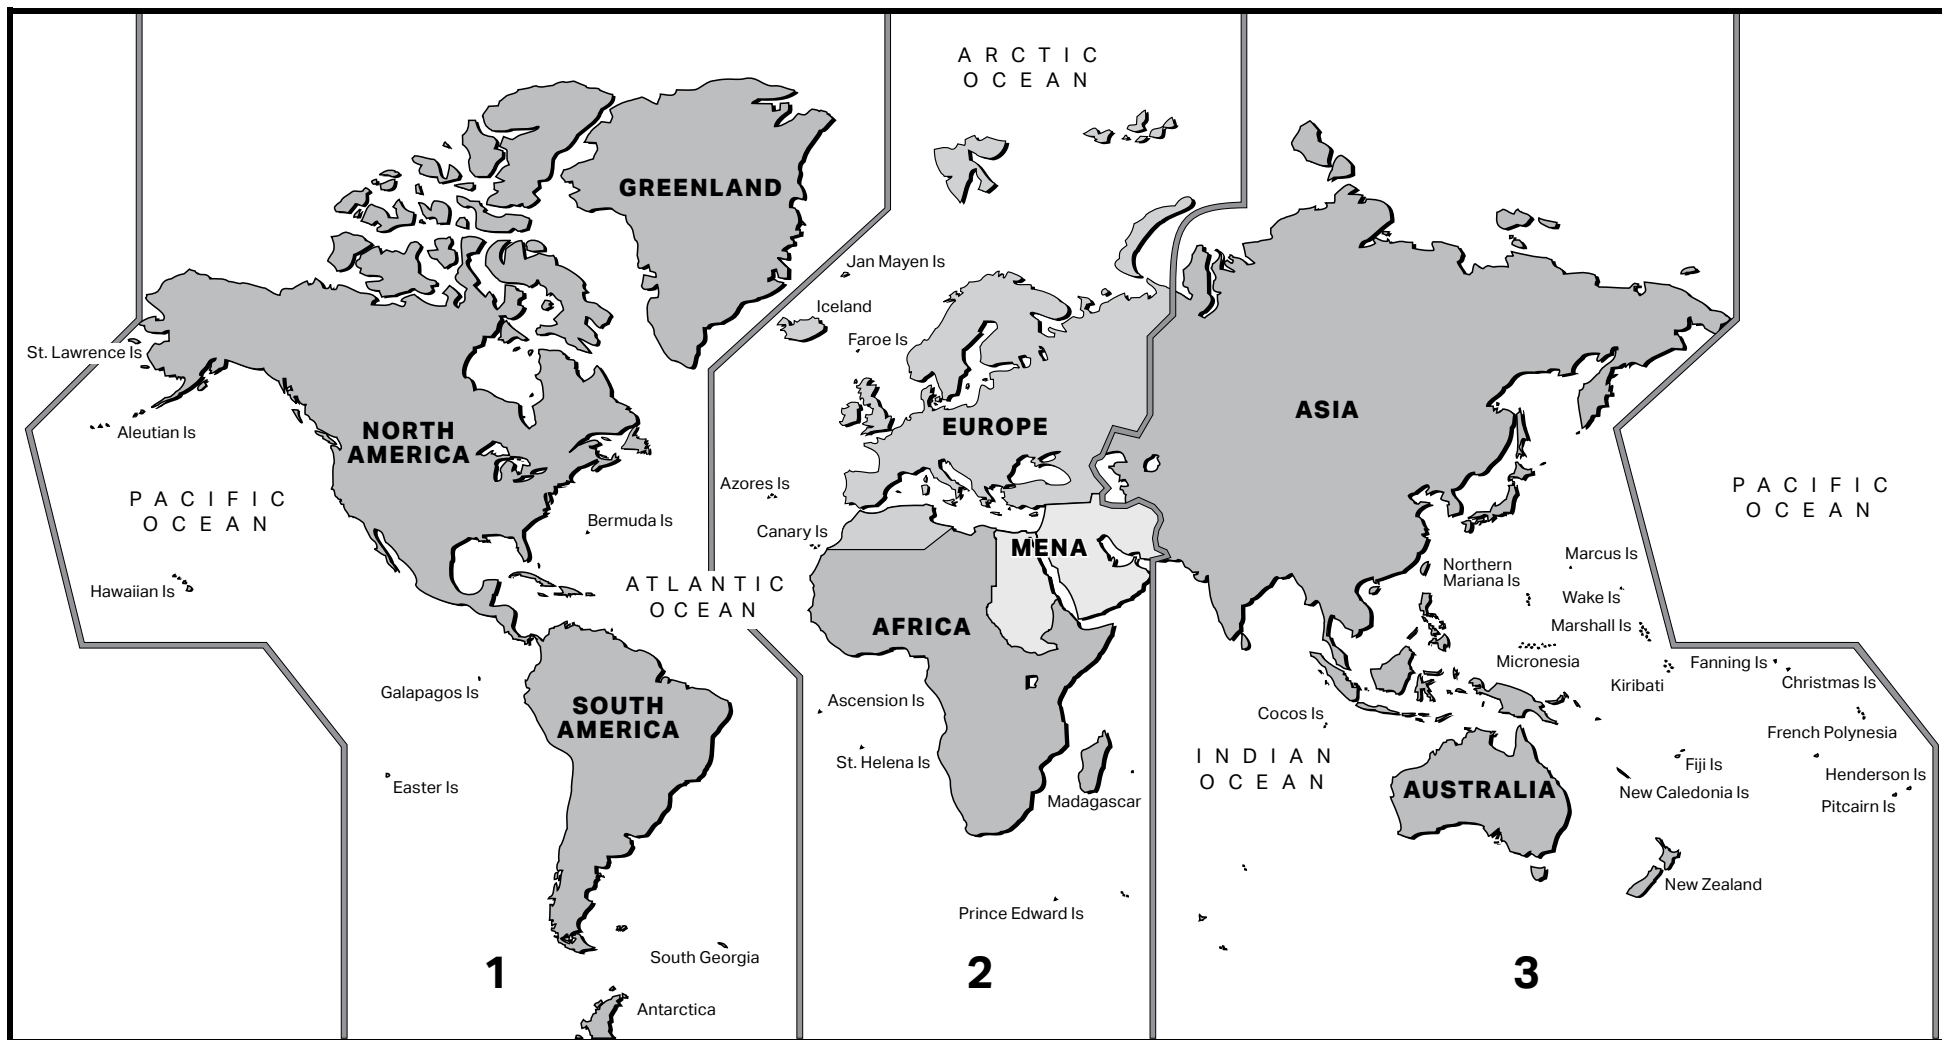 ARCTIC
OCEAN
GREENLAND
Jan Mayen Is
Iceland
Faroe Is
St. Lawrence Is
Aleutian Is
NORTH
AMERICA
EUROPE
ASIA
PACIFIC
OCEAN
Azores Is
Bermuda Is
Canary Is
MENA
PACIFIC
OCEAN
Hawaiian Is
ATLANTIC
OCEAN
AFRICA
Northern
Mariana Is
Marcus Is
Wake Is
Marshall Is
Micronesia
Kiribati
Fanning Is
Christmas Is
Galapagos Is
SOUTH
AMERICA
Ascension Is
St. Helena Is
Cocos Is
INDIAN
OCEAN
French Polynesia
Fiji Is
Henderson Is
New Caledonia Is
Pitcairn Is
Easter Is
Madagascar
AUSTRALIA
New Zealand
Prince Edward Is
South Georgia
Antarctica
1
2
3